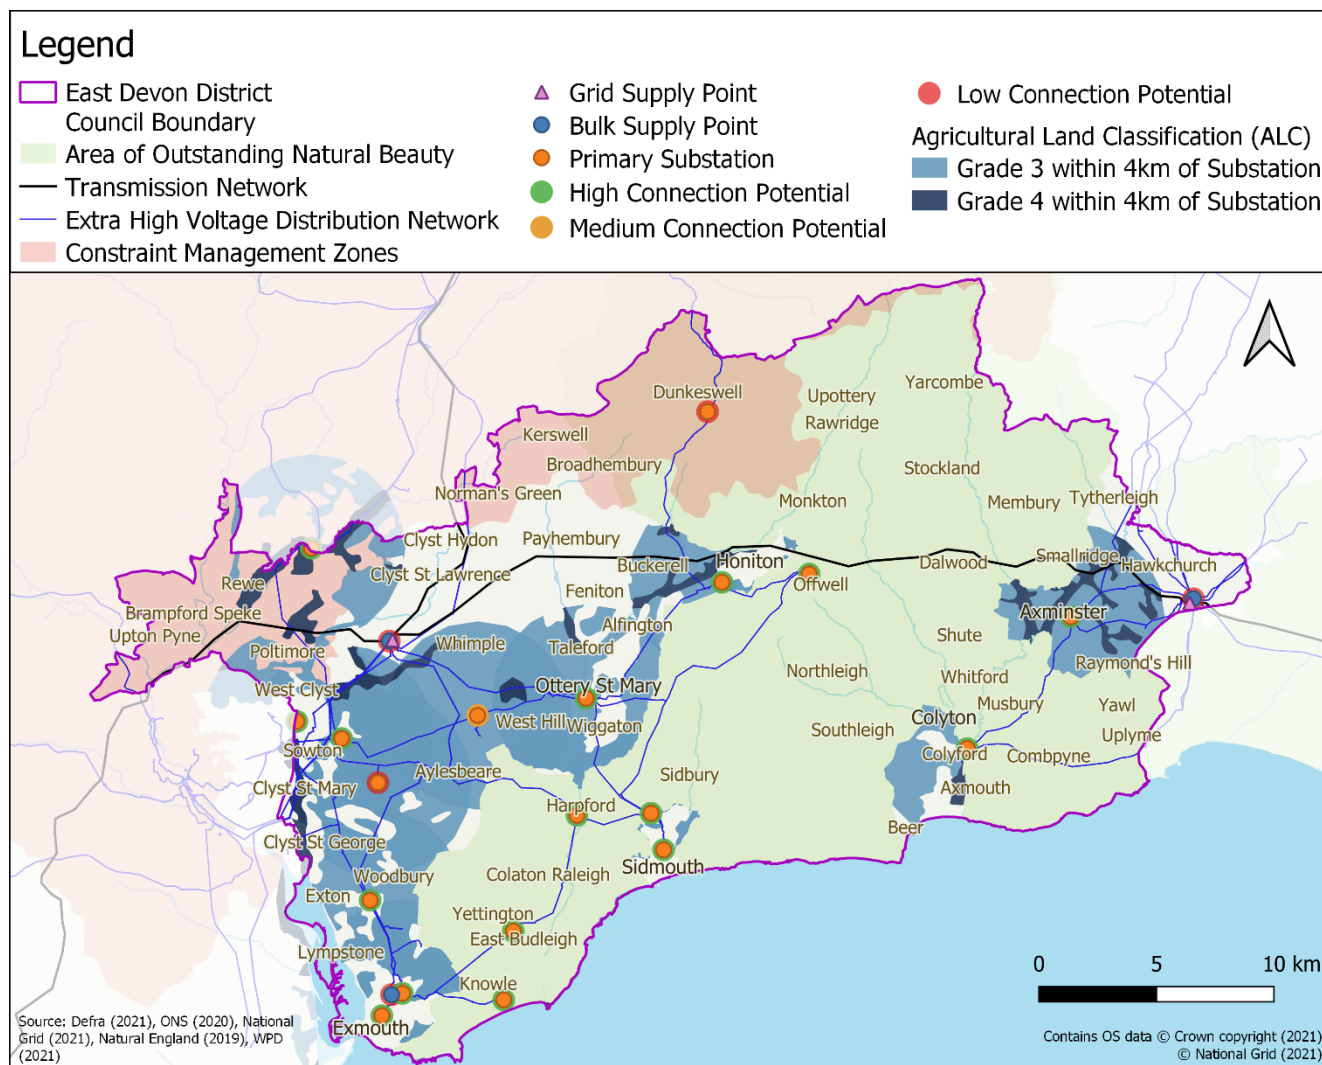 Legend
East Devon District
Council Boundary
Area of Outstanding Natural Beauty
Transmission Network
Extra High Voltage Distribution Network
Constraint Management Zones
Grid Supply Point
Bulk Supply Point
Primary Substation
High Connection Potential
Medium Connection Potential
Low Connection Potential
Agricultural Land Classification (ALC)
Grade 3 within 4km of Substation
Grade 4 within 4km of Substation
Dunkeswell
Upottery
Yarcombe
Rawridge
Kerswell
Broadhembury
Stockland
Norman's Green
Monkton
Membury
Tytherleigh
Clyst Hydon
Payhembury
Buckerell
Honiton
Dalwood
Smallridge
Hawkchurch
Clyst St Lawrence
Rewe
Feniton
Offwell
Brampford Speke
Axminster
Upton Pyne
Alfington
Shute
Poltimore
Whimple
Taleford
Raymond's Hill
Northleigh
Whitford
West Clyst
Ottery St Mary
Musbury
Yawl
West Hill
Wiggaton
Colyton
Southleigh
Uplyme
Sowton
Colyford
Combpyne
Aylesbeare
Sidbury
Clyst St Mary
Axmouth
Harpford
Beer
Clyst St George
Sidmouth
Woodbury
Colaton Raleigh
Exton
Yettington
East Budleigh
Lympstone
Knowle
Exmouth
0 5 10 km
Source: Defra (2021), ONS (2020), National
Grid (2021), Natural England (2019), WPD
(2021)
Contains OS data © Crown copyright (2021)
© National Grid (2021)